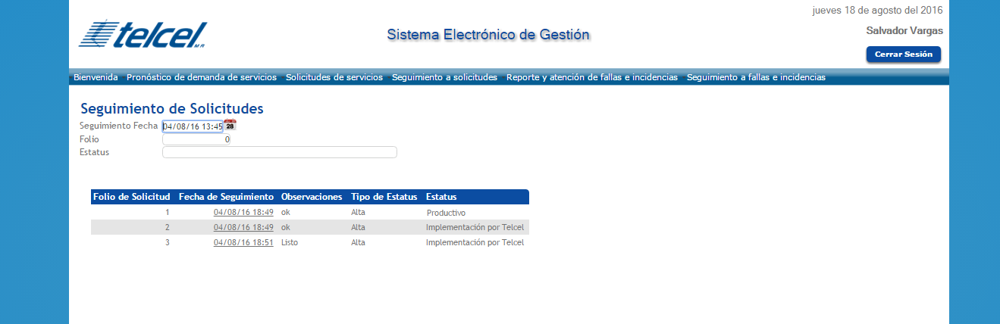 jueves 18 de agosto del 2016
telcel MR
Sistema Electrónico de Gestión
Salvador Vargas
Cerrar Sesión
Bienvenida Pronóstico de demanda de servicios Solicitudes de servicios Seguimiento a solicitudes Reporte y atención de fallas e incidencias Seguimiento a fallas e incidencias
Seguimiento de Solicitudes
Seguimiento Fecha 04/08/16 13:45 28
Folio 0
Estatus
Folio de Solicitud Fecha de Seguimiento Observaciones Tipo de Estatus Estatus
1 04/08/16 18:49 ok Alta Productivo
2 04/08/16 18:49 ok Alta Implementación por Telcel
3 04/08/16 18:51 Listo Alta Implementación por Telcel